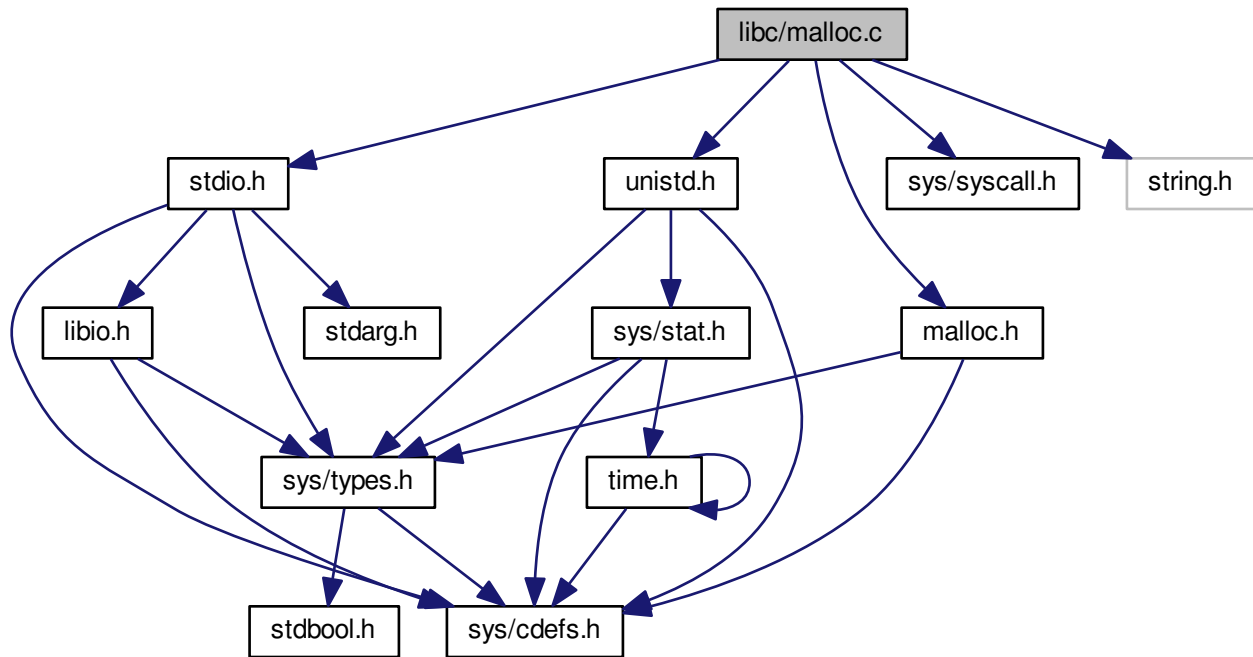 libc/malloc.c
stdio.h
unistd.h
sys/syscall.h
string.h
libio.h
stdarg.h
sys/stat.h
malloc.h
sys/types.h
time.h
stdbool.h
sys/cdefs.h